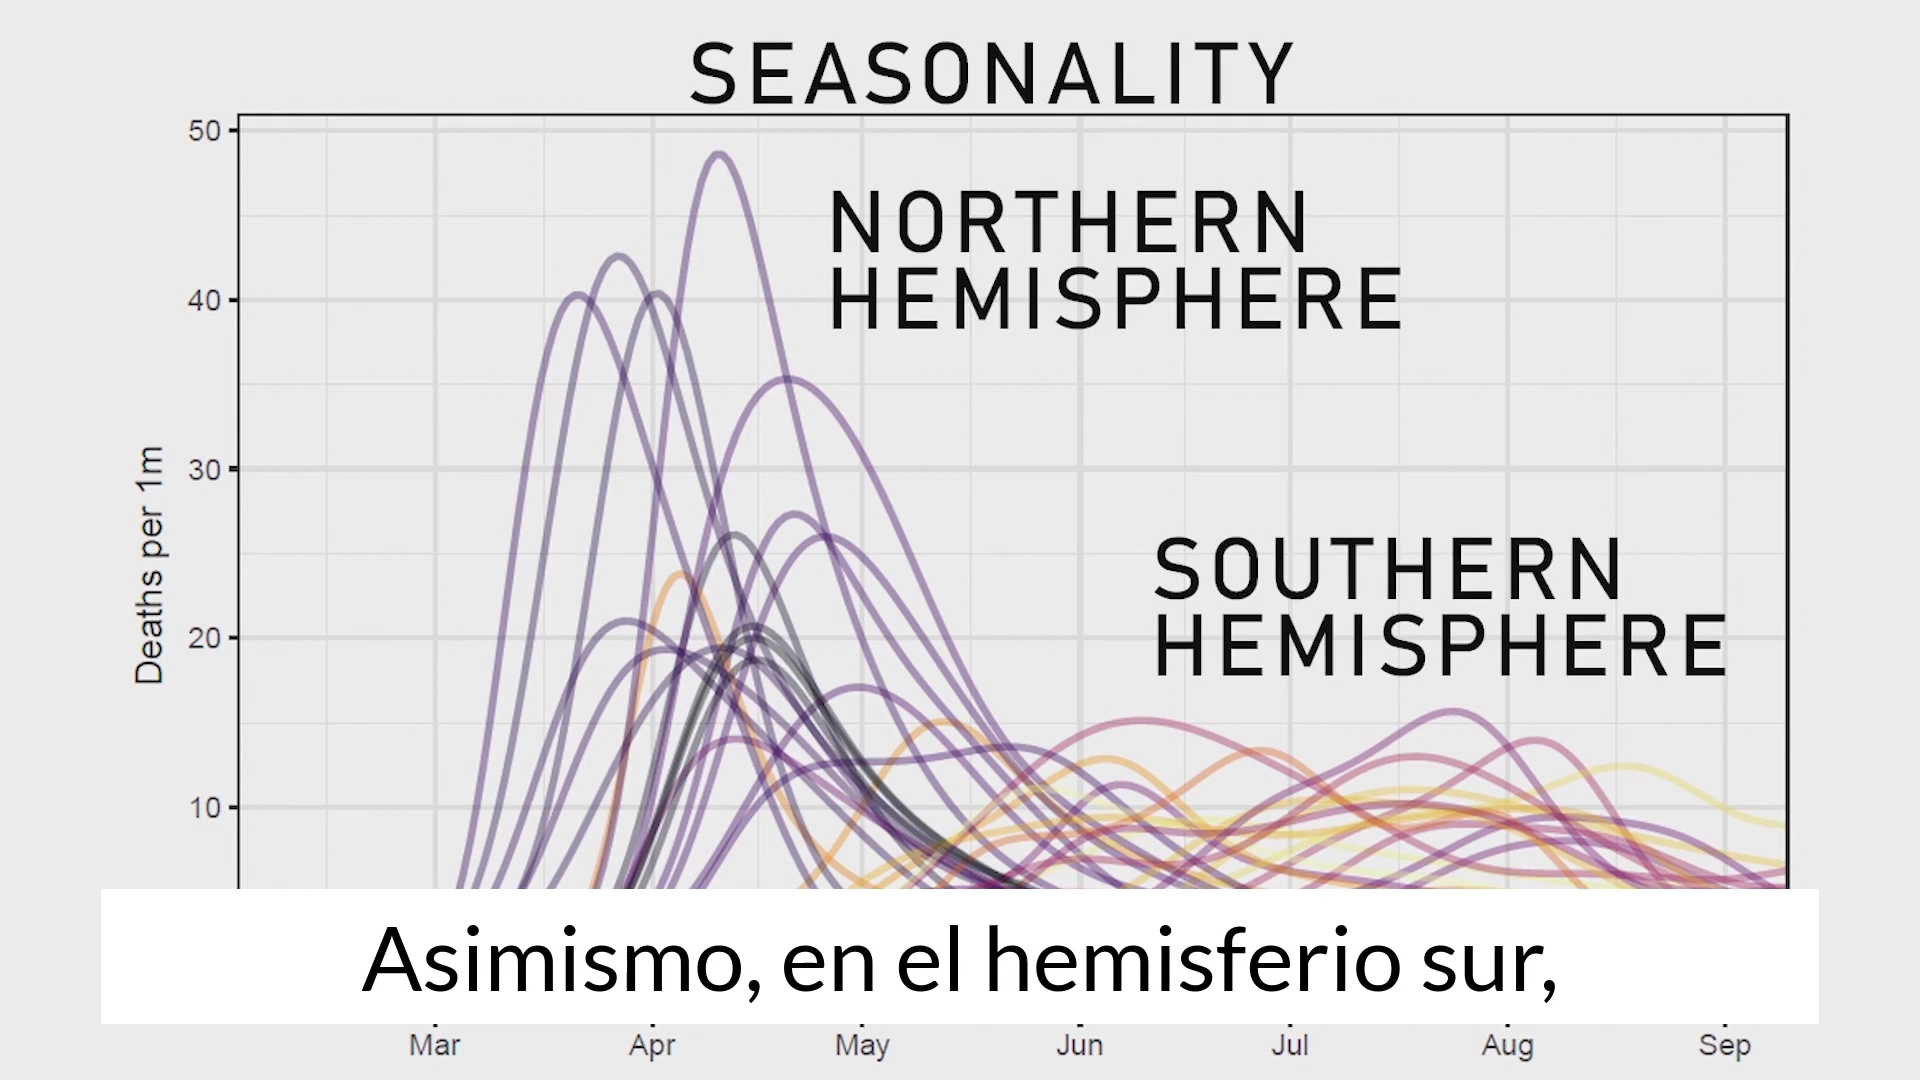 SEASONALITY
50
NORTHERN
HEMISPHERE
40
30
Deaths per 1m
SOUTHERN
HEMISPHERE
20
10
Asimismo, en el hemisferio sur,
Mar Apr May Jun Jul Aug Sep